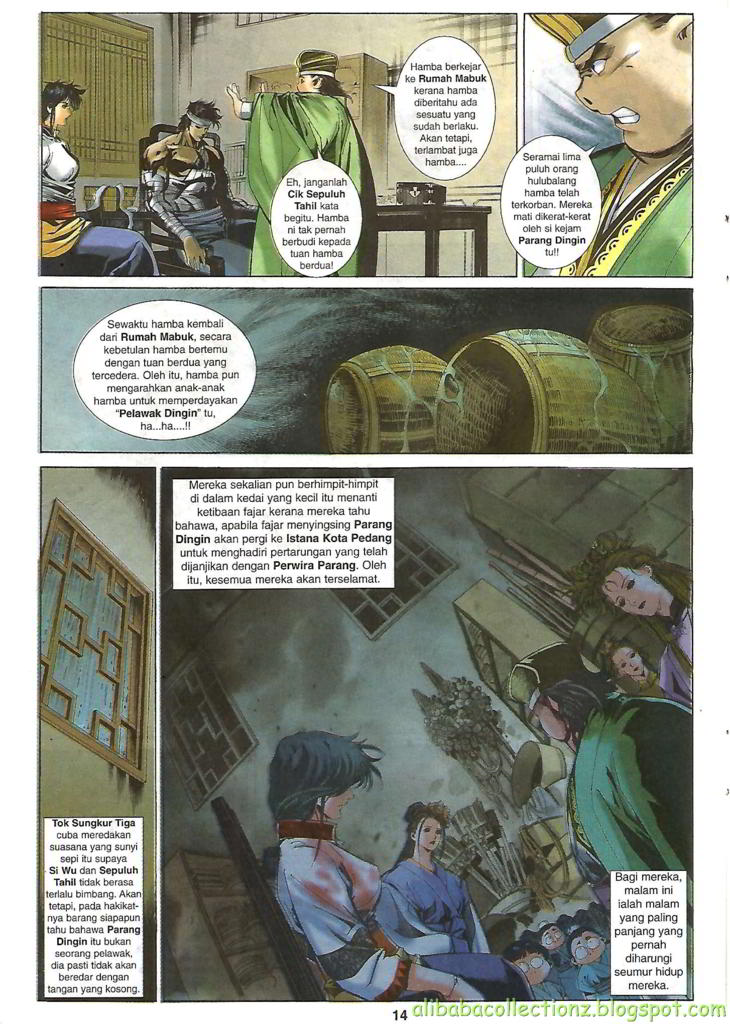 Hamba berkejar
ke Rumah Mabuk
kerana hamba
diberitahu ada
sesuatu yang
sudah berlaku.
Akan tetapi,
terlambat juga
hamba....
Eh, janganlah
Cik Sepuluh
Tahil kata
begitu. Hamba
ni tak pernah
berbudi kepada
tuan hamba
berdua!
Seramai lima
puluh orang
hulubalang
hamba telah
terkorban. Mereka
mati dikerat-kerat
oleh si kejam
Parang Dingin
tu!!
Sewaktu hamba kembali
dari Rumah Mabuk, secara
kebetulan hamba bertemu
dengan tuan berdua yang
tercedera. Oleh itu, hamba pun
mengarahkan anak-anak
hamba untuk memperdayakan
“Pelawak Dingin” tu,
ha...ha....!!
Mereka sekalian pun berhimpit-himpit
di dalam kedai yang kecil itu menanti
ketibaan fajar kerana mereka tahu
bahawa, apabila fajar menyingsing Parang
Dingin akan pergi ke Istana Kota Pedang
untuk menghadiri pertarungan yang telah
dijanjikan dengan Perwira Parang. Oleh
itu, kesemua mereka akan terselamat.
Tok Sungkur Tiga
cuba meredakan
suasana yang sunyi
sepi itu supaya
Si Wu dan Sepuluh
Tahil tidak berasa
terlalu bimbang. Akan
tetapi, pada hakikat-
nya barang siapapun
tahu bahawa Parang
Dingin itu bukan
seorang pelawak,
dia pasti tidak akan
beredar dengan
tangan yang kosong.
Bagi mereka,
malam ini
ialah malam
yang paling
panjang yang
pernah
diharungi
seumur hidup
mereka.
14
alibabacollectionz.blogspot.com